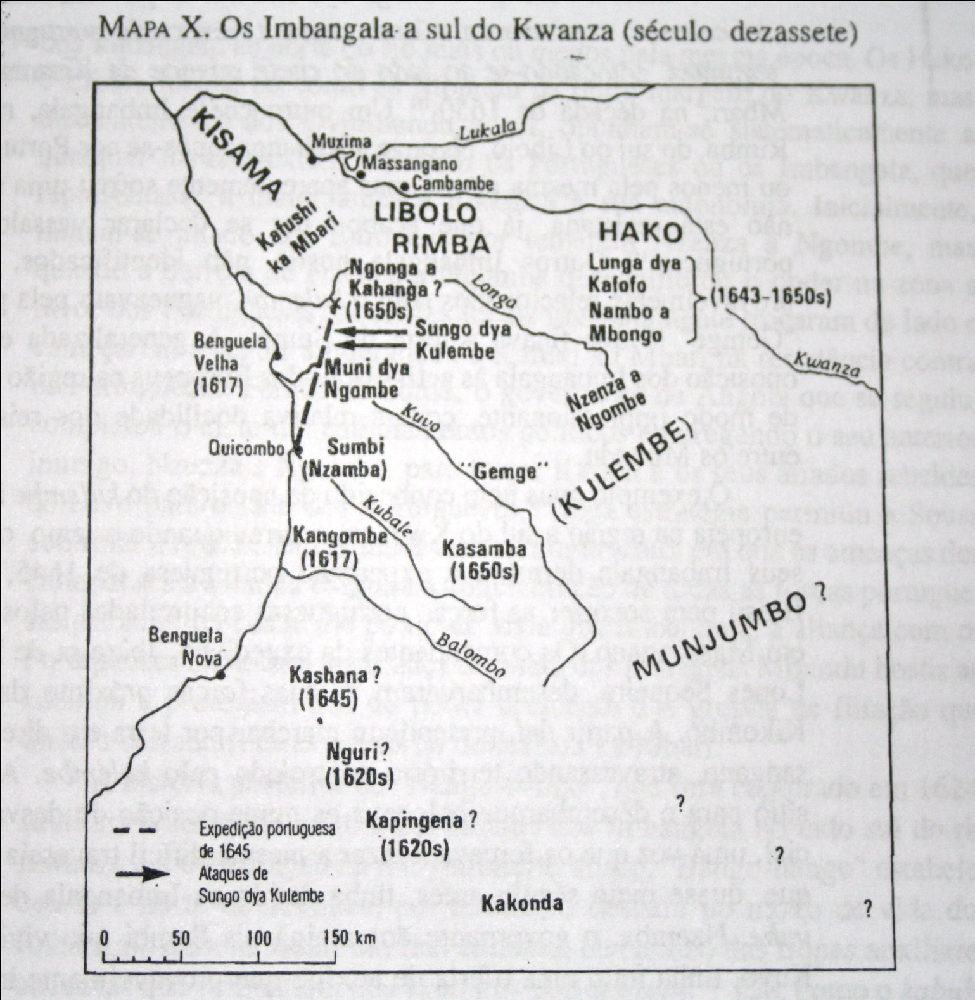 MAPA X. Os Imbangala a sul do Kwanza (século dezassete)
KISAMA
Lukala
Muxima
Massangano
Cambambe
Kafushi
ka Mbari
LIBOLO
RIMBA
HAKO
Ngonga a
Kahanga ?
(1650s)
Longa
Lunga dya
Kafofo
Nambo a
Mbongo
(1643-1650s)
Sungo dya
Kulembe
Benguela
Velha
(1617)
Muni dya
Ngombe
Kwanza
Nzenza a
Ngombe
Kuvo
Quicombo
Sumbi
(Nzamba)
"Gemge"
(KULEMBE)
Kubale
Kangombe
(1617)
Kasamba
(1650s)
MUNJUMBO ?
Benguela
Nova
Balombo
Kashana ?
(1645)
Nguri?
(1620s)
?
Kapingena ?
(1620s)
?
Kakonda
?
Expedição portuguesa
de 1645
Ataques de
Sungo dya Kulembe
0 50 100 150 km